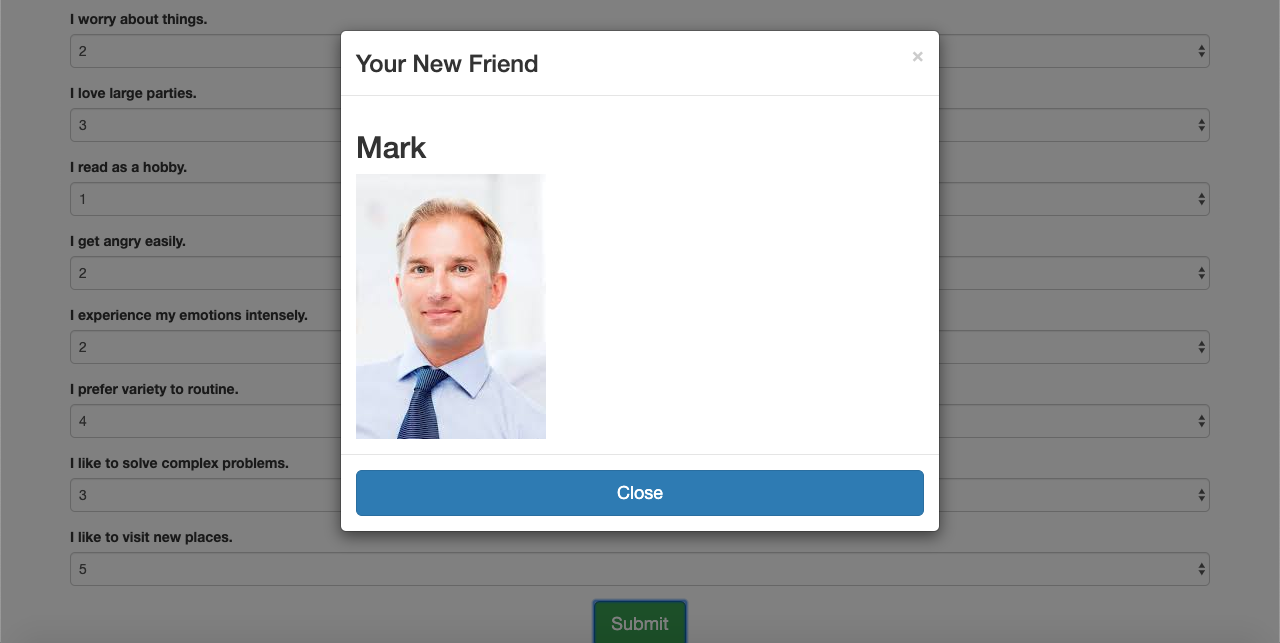 I worry about things.
2
I love large parties.
3
I read as a hobby.
1
I get angry easily.
2
I experience my emotions intensely.
2
I prefer variety to routine.
4
I like to solve complex problems.
3
I like to visit new places.
5
Submit
Your New Friend
×
Mark
Close